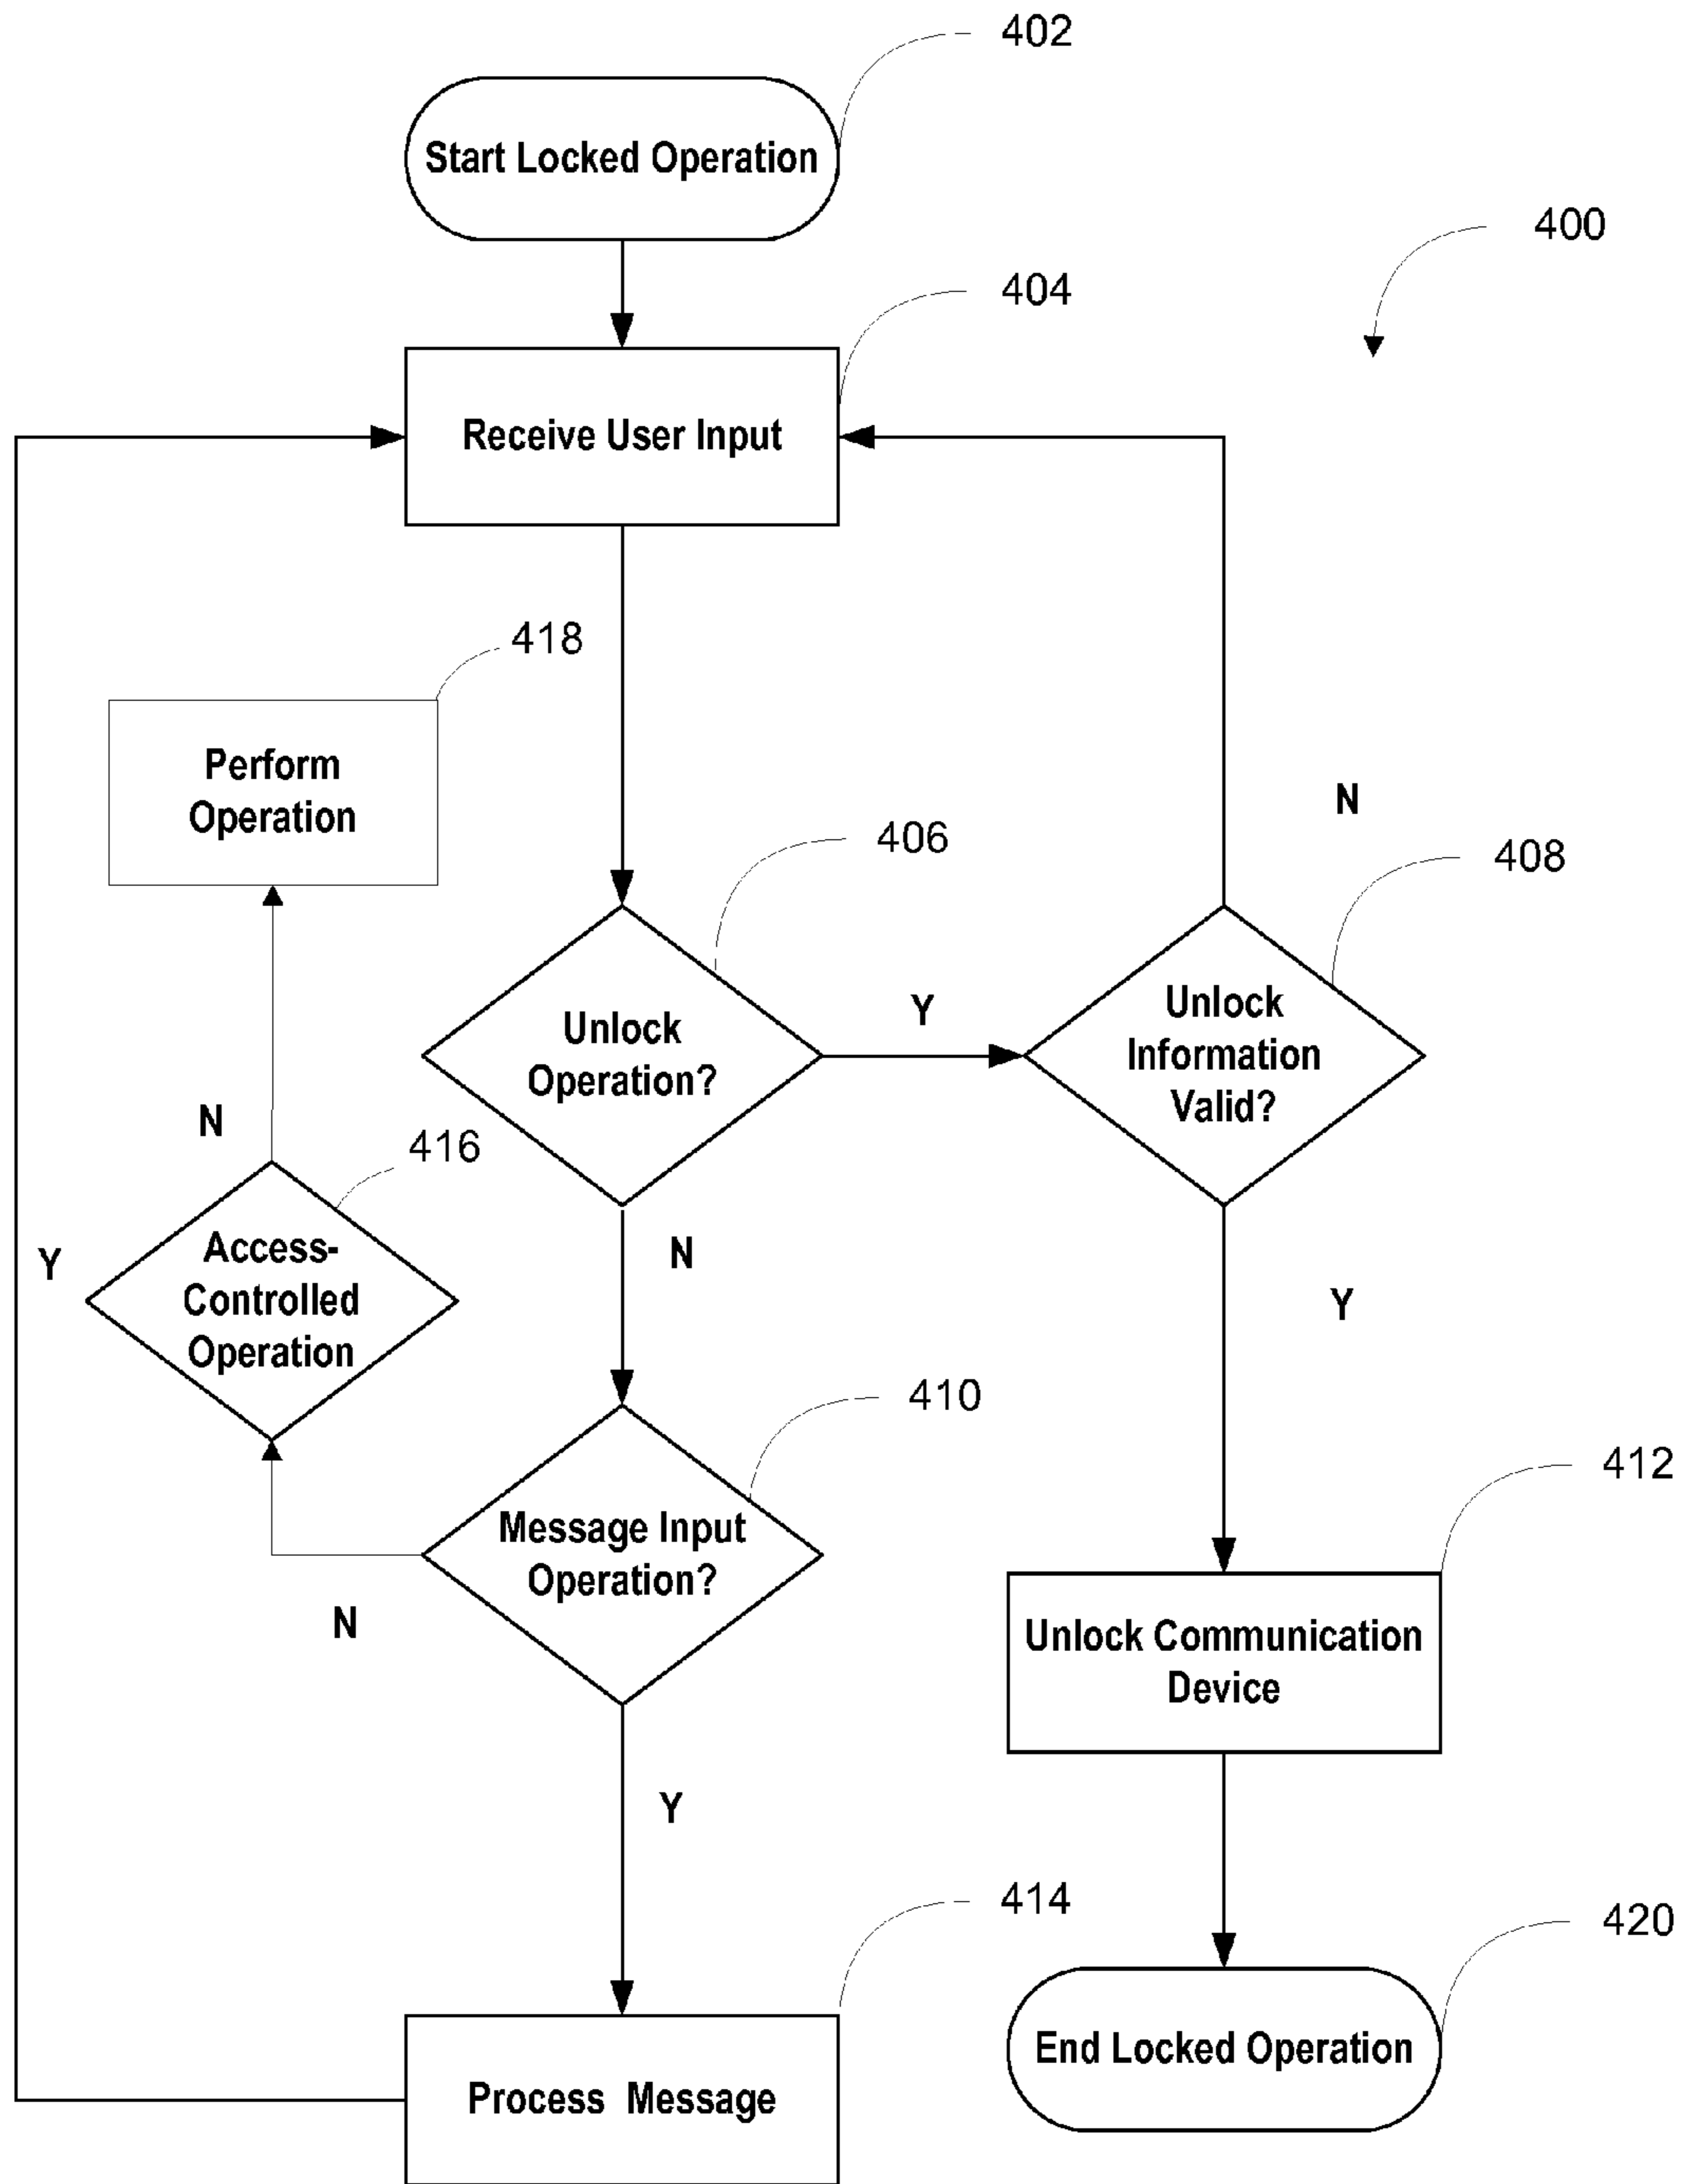 402
Start Locked Operation
400
404
Receive User Input
418
Perform
Operation
N
406
408
Unlock
Operation?
Y
Unlock
Information
Valid?
N
416
Access-
Controlled
Operation
Y
N
Y
410
Message Input
Operation?
N
412
Unlock Communication
Device
Y
414
Process Message
420
End Locked Operation